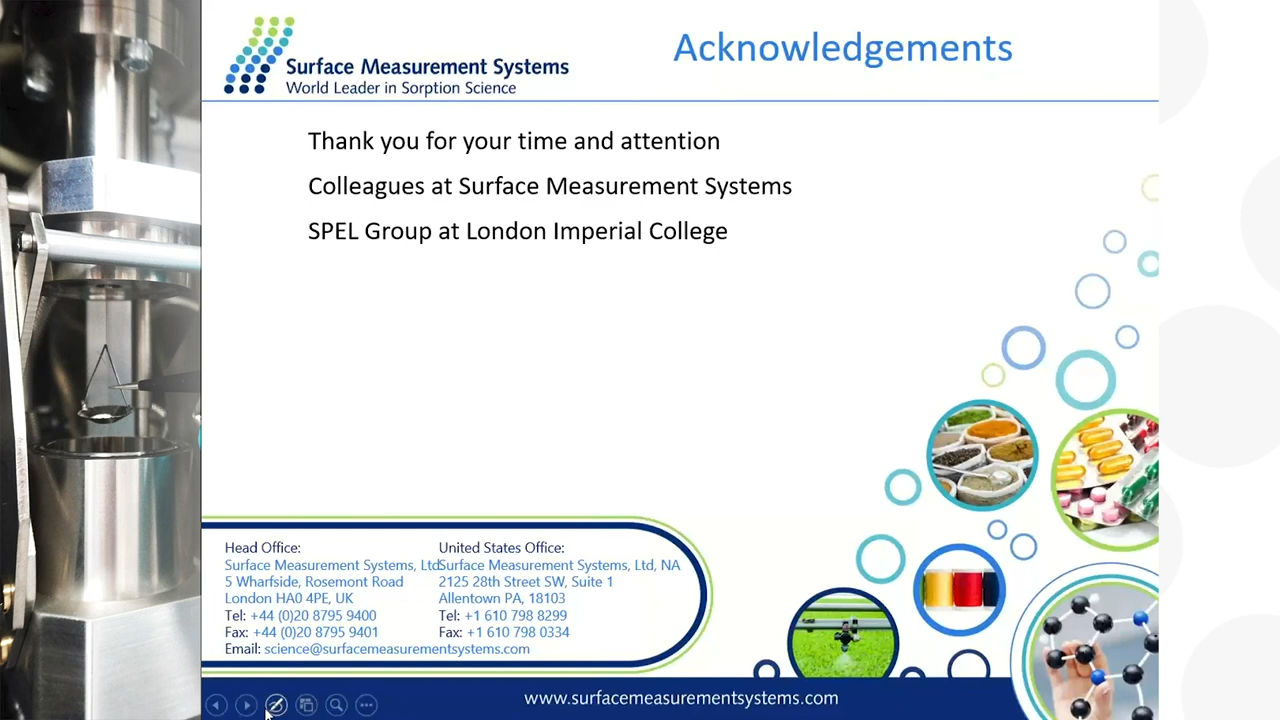 Surface Measurement Systems
World Leader in Sorption Science
Acknowledgements
Thank you for your time and attention
Colleagues at Surface Measurement Systems
SPEL Group at London Imperial College
Head Office:
Surface Measurement Systems, Ltd
5 Wharfside, Rosemont Road
London HA0 4PE, UK
Tel: +44 (0)20 8795 9400
Fax: +44 (0)20 8795 9401
Email: science@surfacemeasurementsystems.com
United States Office:
Surface Measurement Systems, Ltd, NA
2125 28th Street SW, Suite 1
Allentown PA, 18103
Tel: +1 610 798 8299
Fax: +1 610 798 0334
www.surfacemeasurementsystems.com